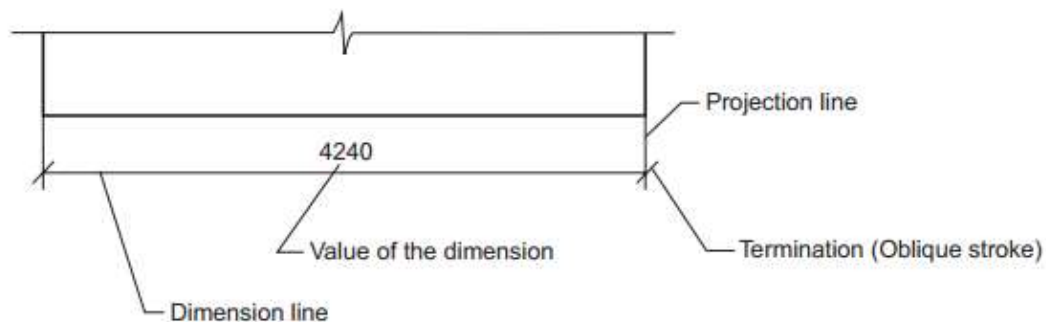 Projection line
4240
Value of the dimension
Termination (Oblique stroke)
Dimension line